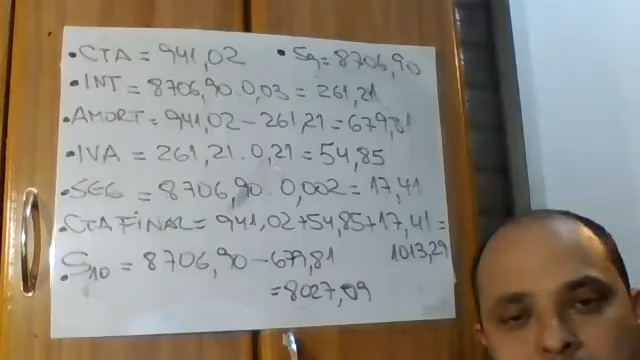 •CTA = 941,02 •S9 = 8706,90
•INT = 8706,90 . 0,03 = 261,21
•AMORT = 941,02 - 261,21 = 679,81
•IVA = 261,21 . 0,21 = 54,85
•SEG = 8706,90 . 0,002 = 17,41
•CTA FINAL = 941,02 + 54,85 + 17,41 =
1013,29
•S10 = 8706,90 - 679,81
= 8027,09